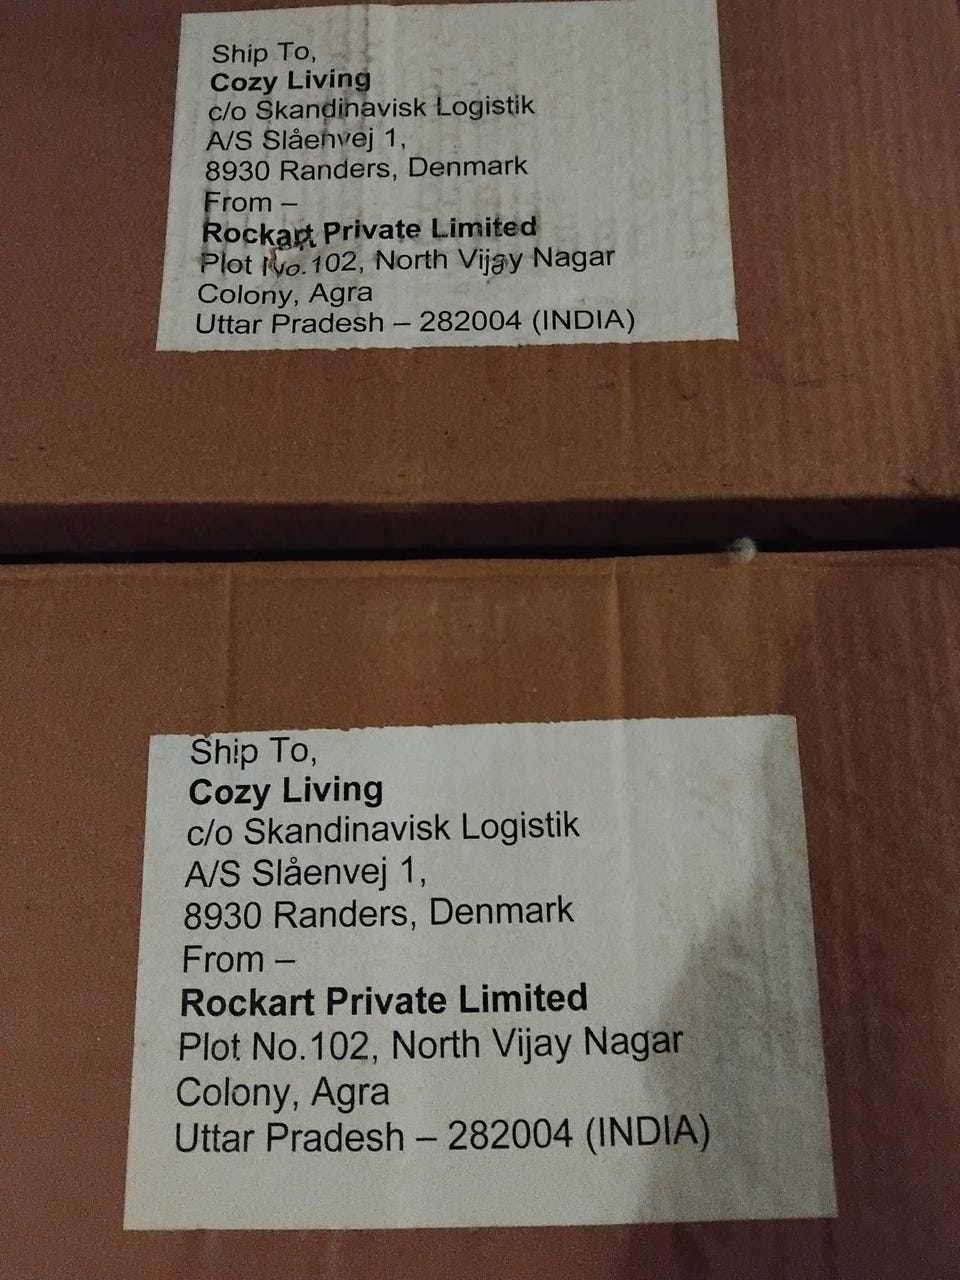 Ship To,
Cozy Living
c/o Skandinavisk Logistik
A/S Slåenvej 1,
8930 Randers, Denmark
From –
Rockart Private Limited
Plot No.102, North Vijay Nagar
Colony, Agra
Uttar Pradesh – 282004 (INDIA)
Ship To,
Cozy Living
c/o Skandinavisk Logistik
A/S Slåenvej 1,
8930 Randers, Denmark
From –
Rockart Private Limited
Plot No.102, North Vijay Nagar
Colony, Agra
Uttar Pradesh – 282004 (INDIA)